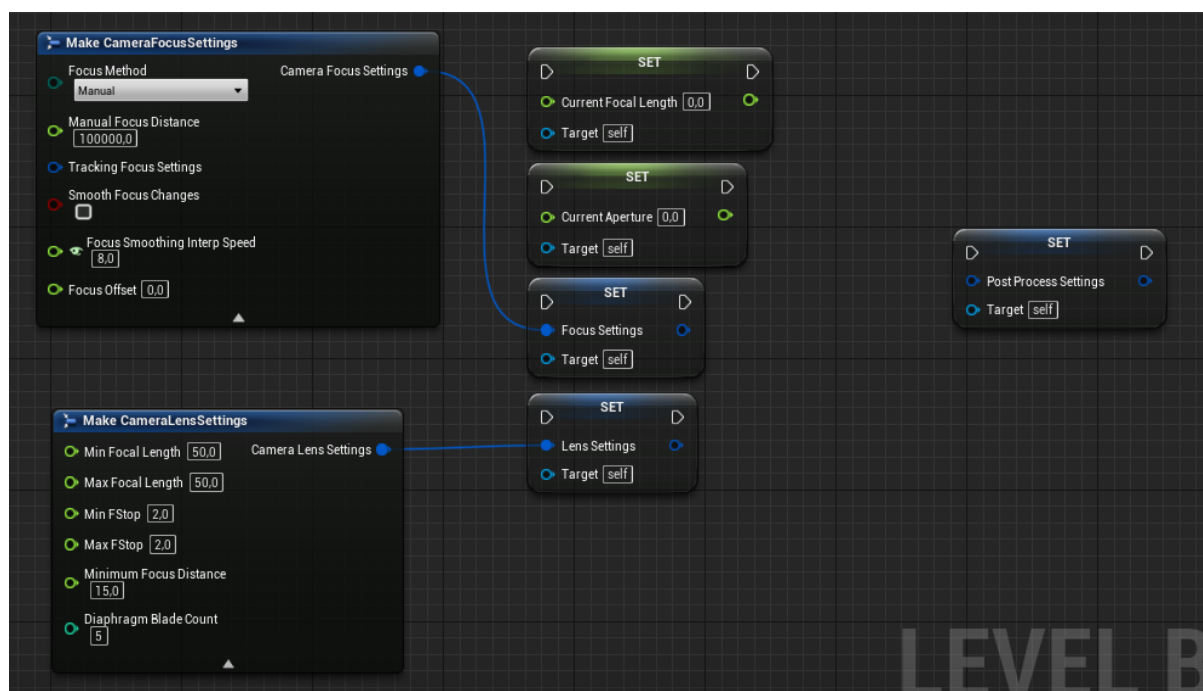 Make CameraFocusSettings
Focus Method
Camera Focus Settings
Manual
Manual Focus Distance
100000,0
Tracking Focus Settings
Smooth Focus Changes
Focus Smoothing Interp Speed
8,0
Focus Offset 0,0
SET
Current Focal Length 0,0
Target self
SET
Current Aperture 0,0
Target self
SET
Focus Settings
Target self
SET
Lens Settings
Target self
SET
Post Process Settings
Target self
Make CameraLensSettings
Min Focal Length 50,0
Camera Lens Settings
Max Focal Length 50,0
Min FStop 2,0
Max FStop 2,0
Minimum Focus Distance
15,0
Diaphragm Blade Count
5
LEVEL B